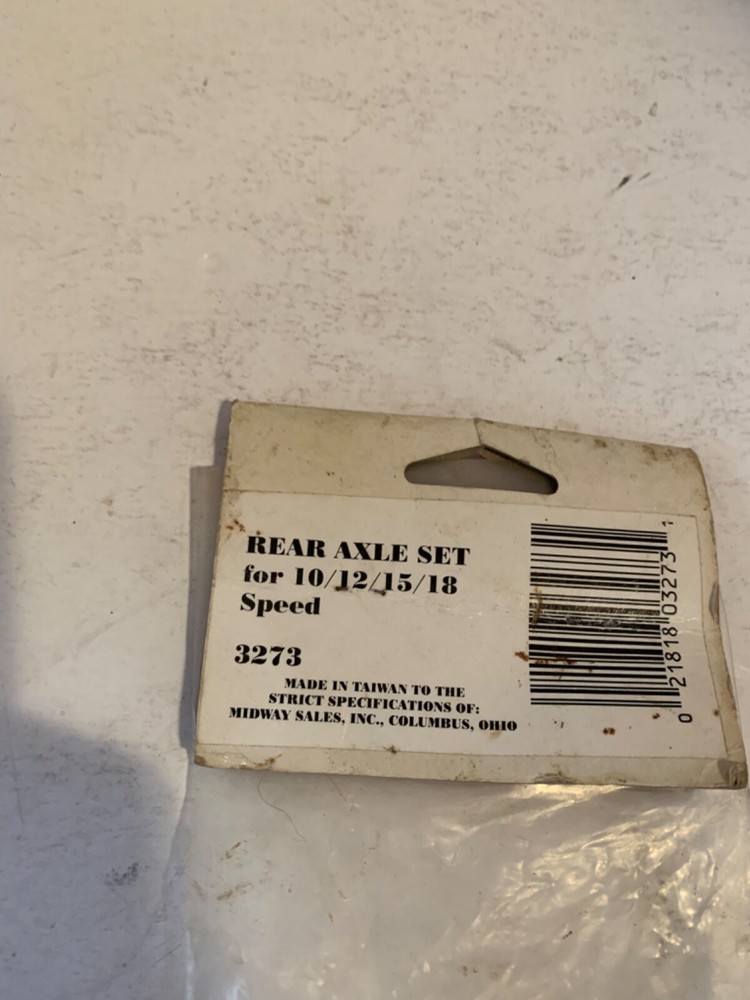 REAR AXLE SET
for 10/12/15/18
Speed
3273
MADE IN TAIWAN TO THE
STRICT SPECIFICATIONS OF:
MIDWAY SALES, INC., COLUMBUS, OHIO
0 21818 03273 1